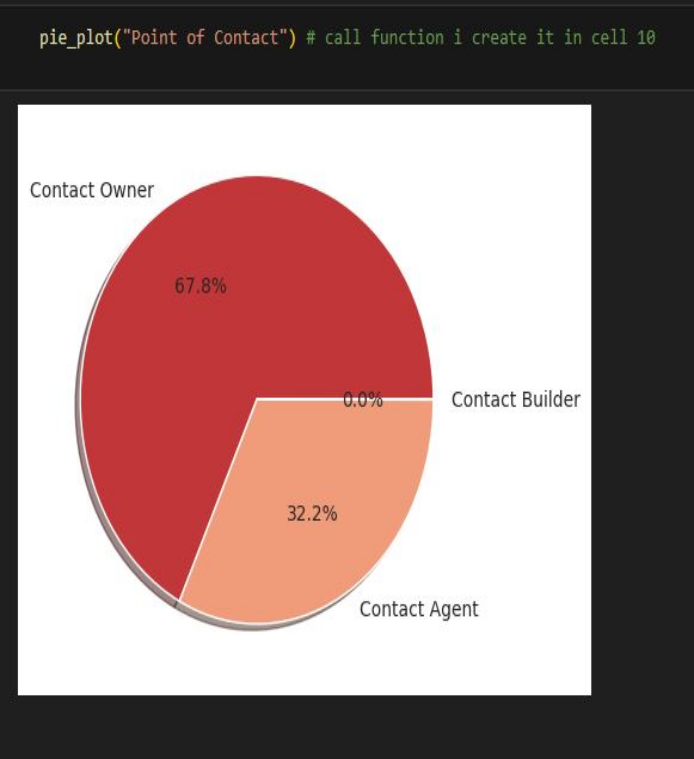 pie_plot("Point of Contact") # call function i create it in cell 10
Contact Owner
67.8%
0.0%
Contact Builder
32.2%
Contact Agent